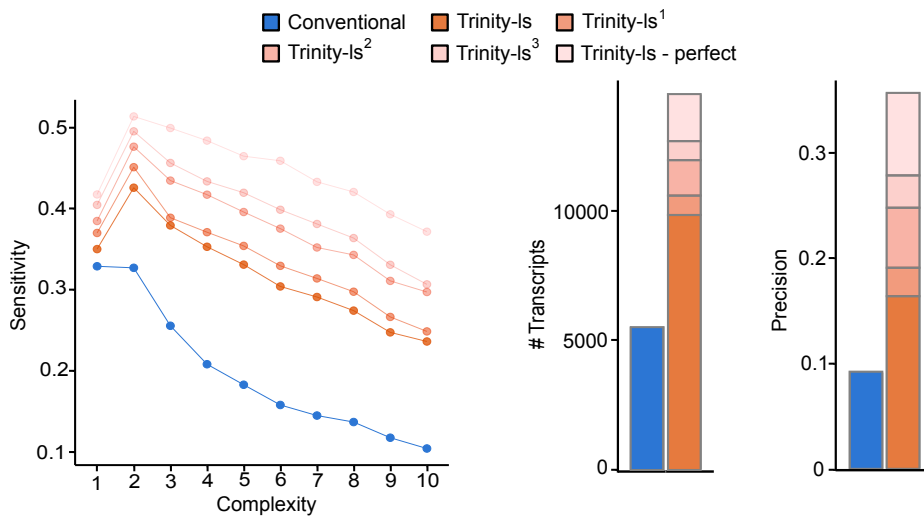 Conventional Trinity-ls Trinity-ls¹
Trinity-ls² Trinity-ls³ Trinity-ls - perfect
Sensitivity
0.5
0.4
0.3
0.2
0.1
1 2 3 4 5 6 7 8 9 10
Complexity
# Transcripts
10000
5000
0
Precision
0.3
0.2
0.1
0